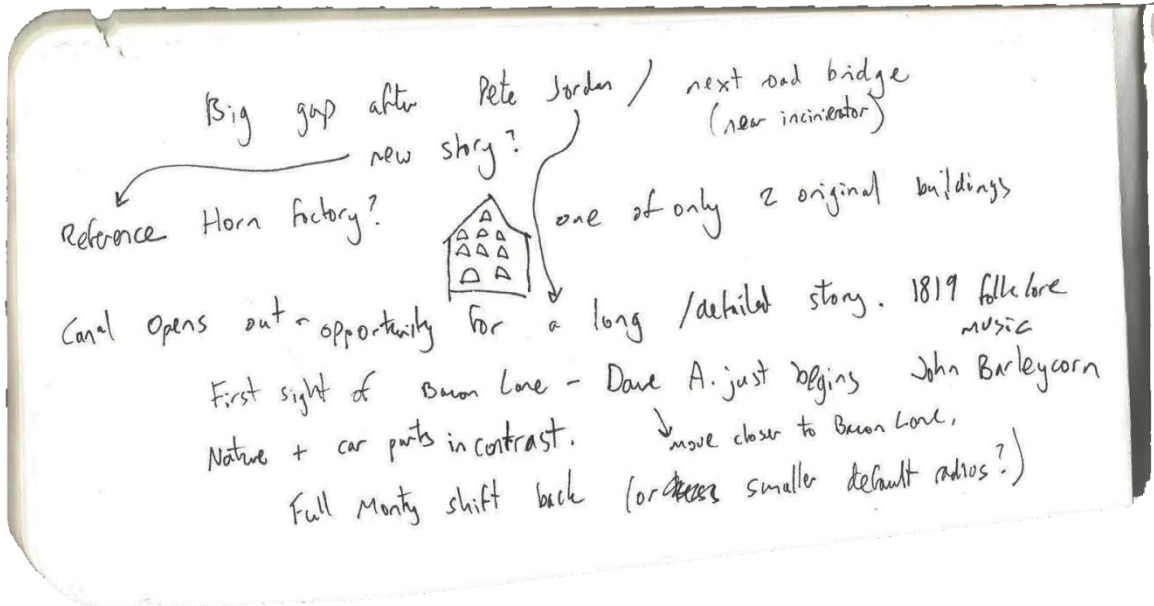 Big gap after Pete Jordan / next road bridge
(near incinierator)
new story?
Reference Horn factory?
one of only 2 original buildings
Canal Opens out - opportunity for a long / detailed story. 1819 folklore
music
First sight of Bacon Lane - Dave A. just begins John Barleycorn
Nature + car parts in contrast.
move closer to Bacon Lane.
Full Monty shift back (or smaller default radius?)